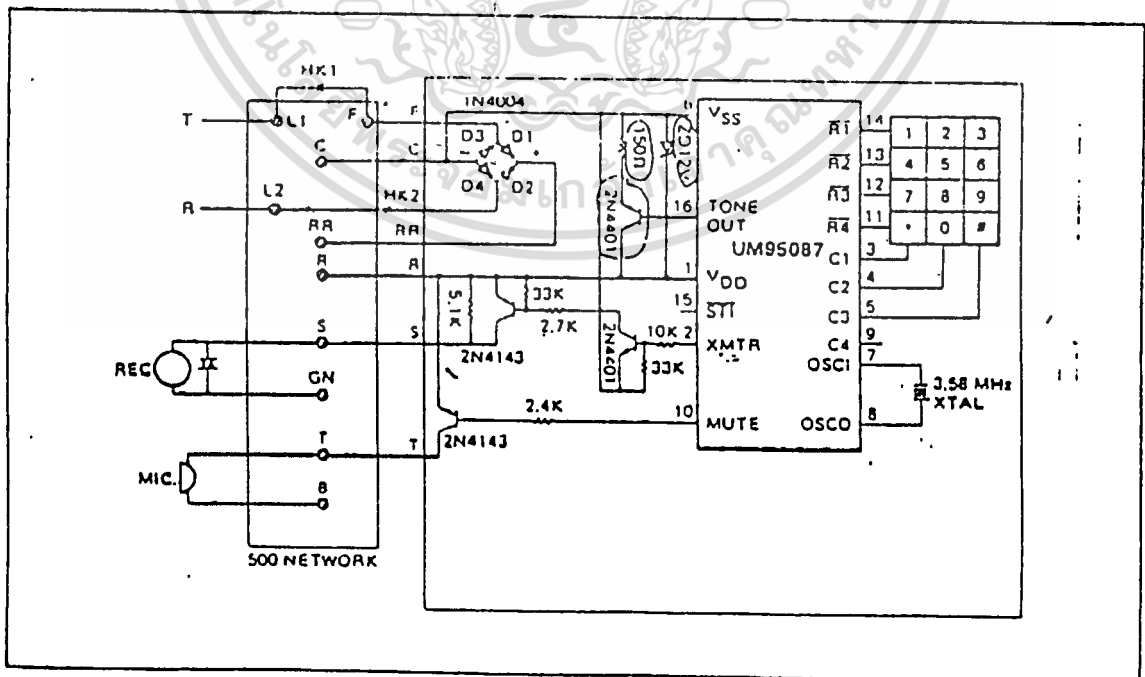 HK1
T
L1
F
F
1N4004
C
C
D3
D1
D4
D2
L2
HK2
R
RR
RR
R
R
5.1K
33K
2.7K
2N4143
S
S
REC
GN
2.4K
2N4143
T
T
MIC.
B
500 NETWORK
150Ω
2N4401
2N4401
10K
33K
6
VSS
16
TONE
OUT
UM95087
1
VDD
15
STI
2
XMTR
10
MUTE
R1
14
R2
13
R3
12
R4
11
C1
3
C2
4
C3
5
C4
9
OSCI
7
OSCO
8
1 2 3
4 5 6
7 8 9
* 0 #
3.58 MHz
XTAL